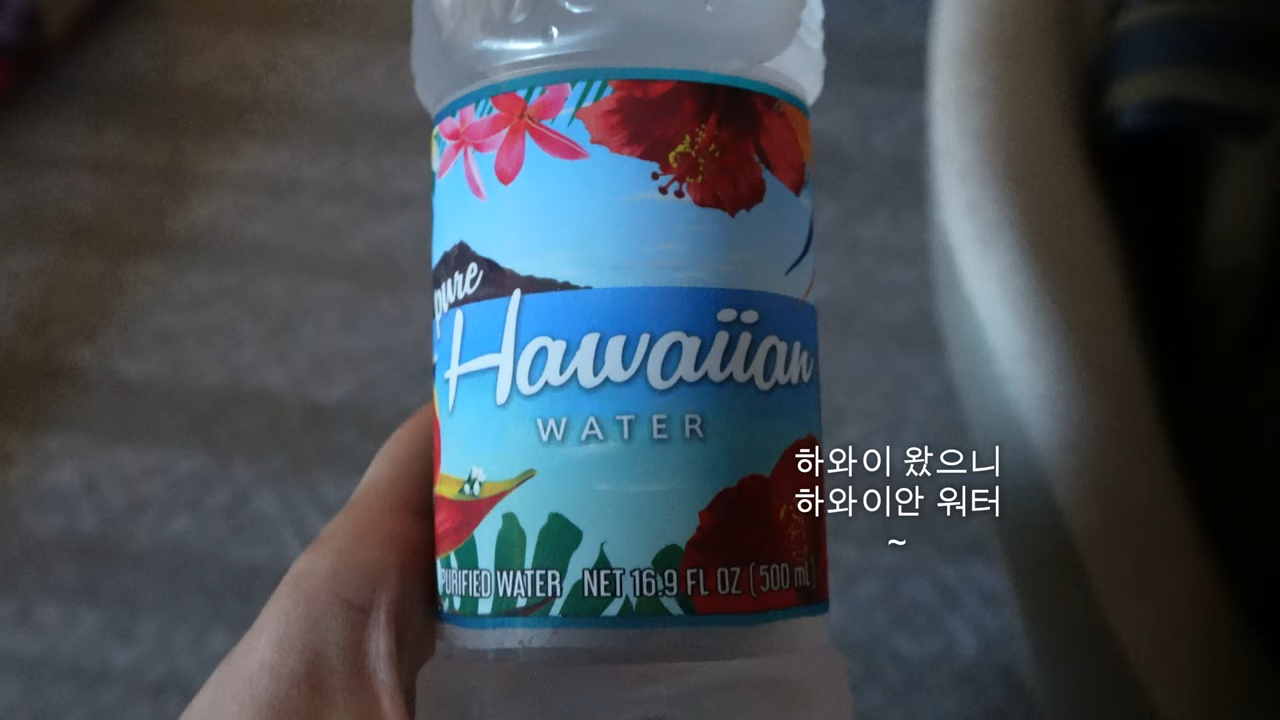 pure
Hawaiian
WATER
하와이 왔으니
하와이안 워터
~
PURIFIED WATER NET 16.9 FL OZ (500 mL)